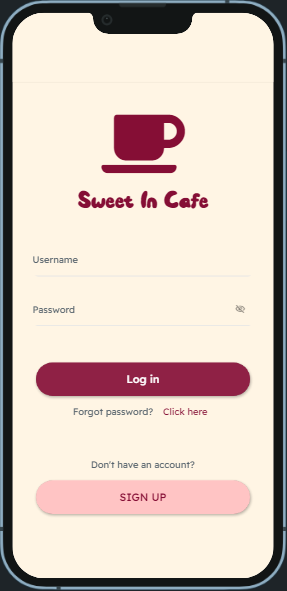 Sweet In Cafe
Username
Password
Log in
Forgot password? Click here
Don't have an account?
SIGN UP